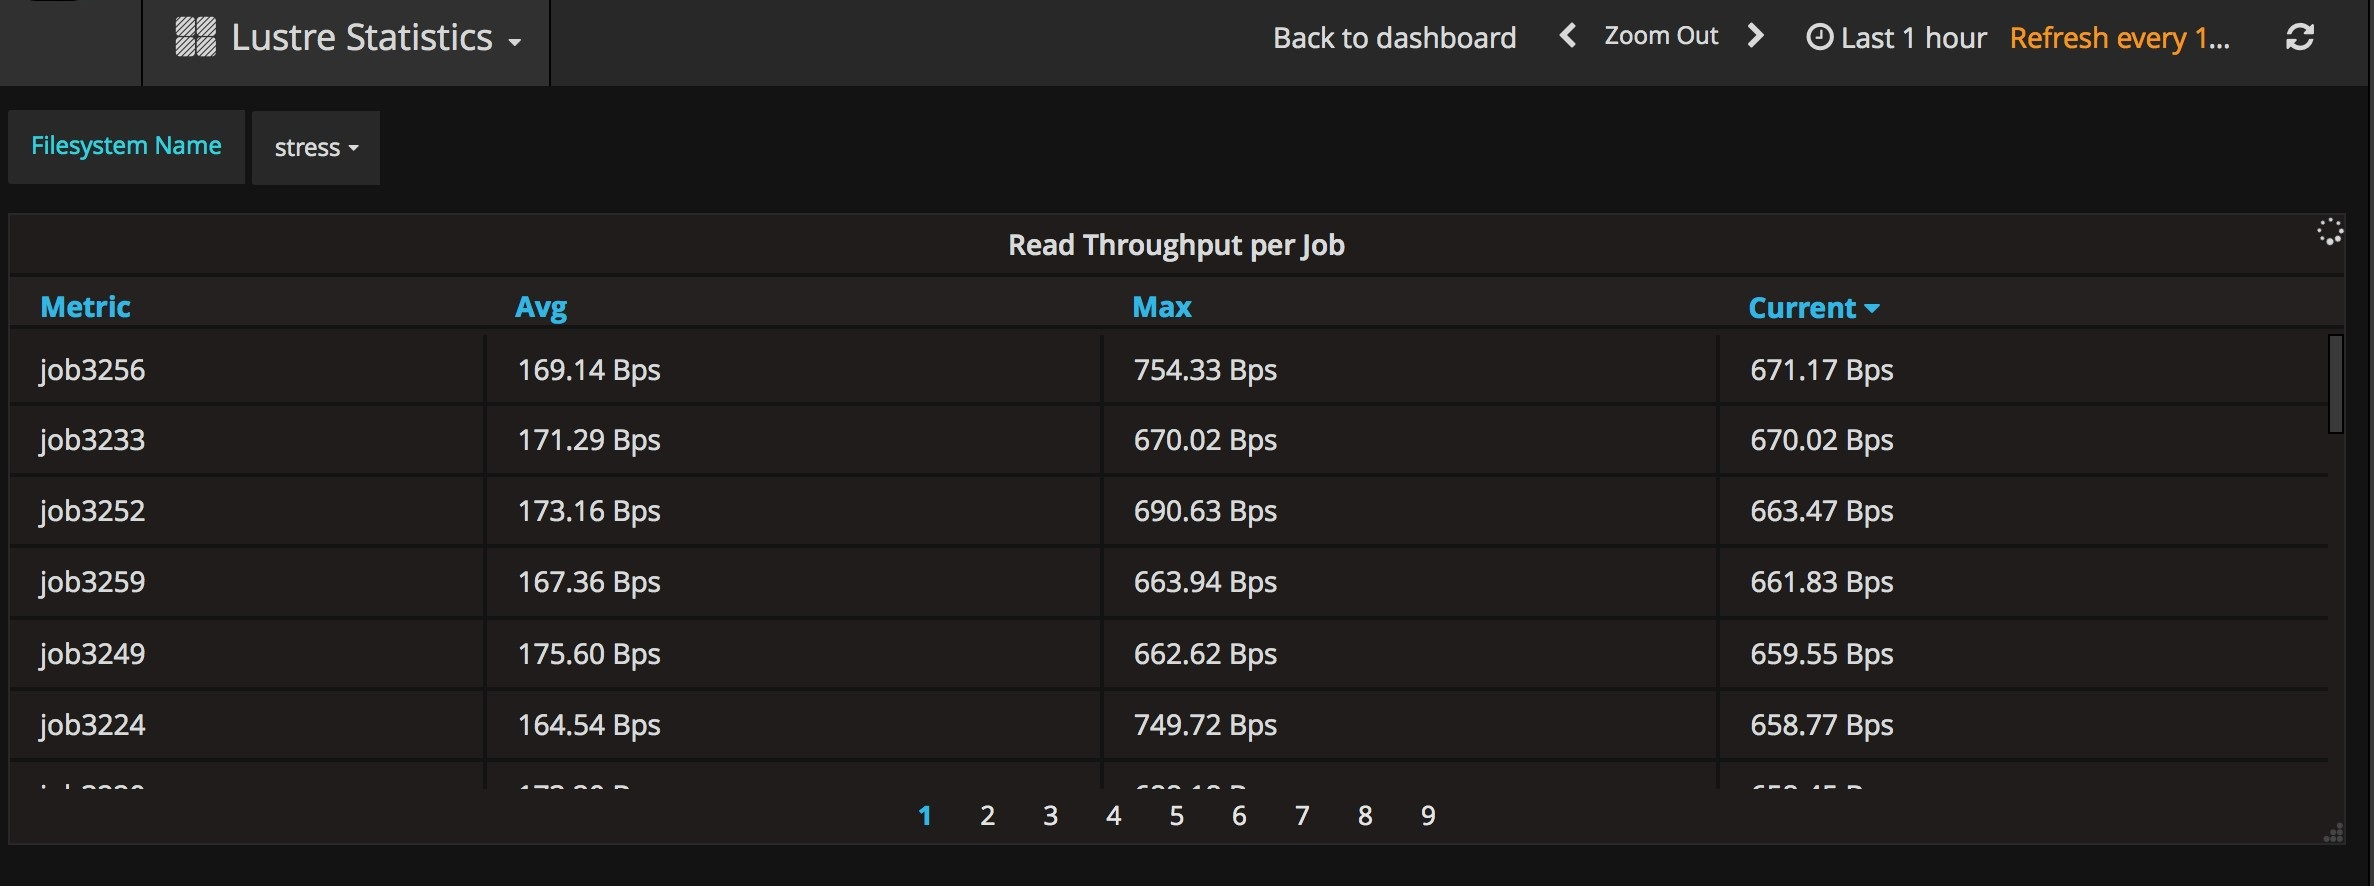 Lustre Statistics
Back to dashboard
Zoom Out
Last 1 hour
Refresh every 1...
Filesystem Name
stress
Read Throughput per Job
Metric Avg Max Current
job3256 169.14 Bps 754.33 Bps 671.17 Bps
job3233 171.29 Bps 670.02 Bps 670.02 Bps
job3252 173.16 Bps 690.63 Bps 663.47 Bps
job3259 167.36 Bps 663.94 Bps 661.83 Bps
job3249 175.60 Bps 662.62 Bps 659.55 Bps
job3224 164.54 Bps 749.72 Bps 658.77 Bps
1 2 3 4 5 6 7 8 9